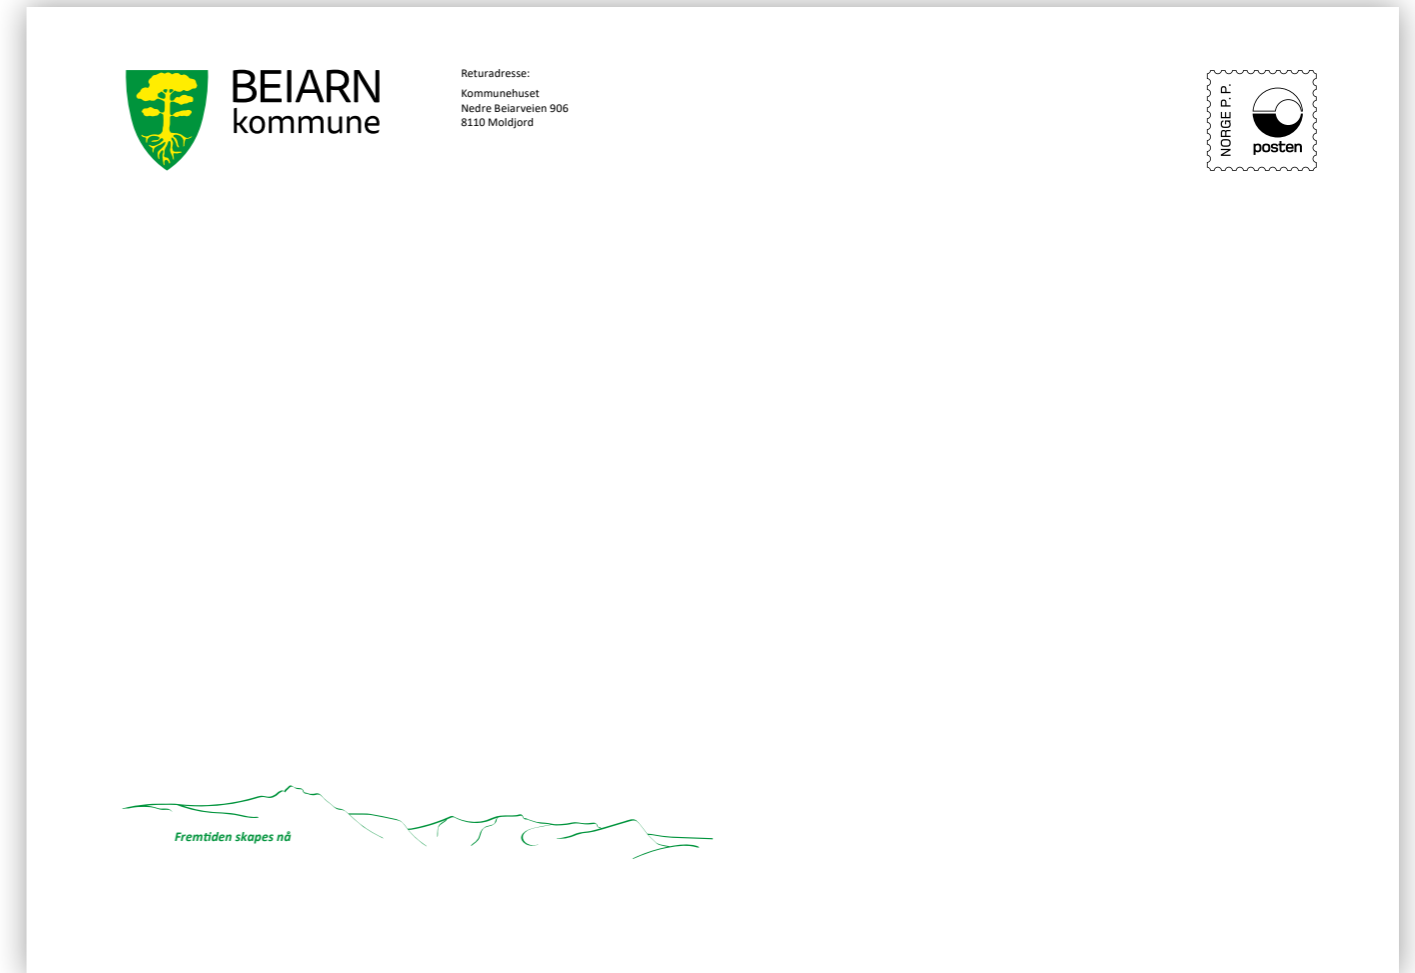 BEIARN
kommune
Returadresse:
Kommunehuset
Nedre Beiarveien 906
8110 Moldjord
NORGE P. P.
posten
Fremtiden skapes nå